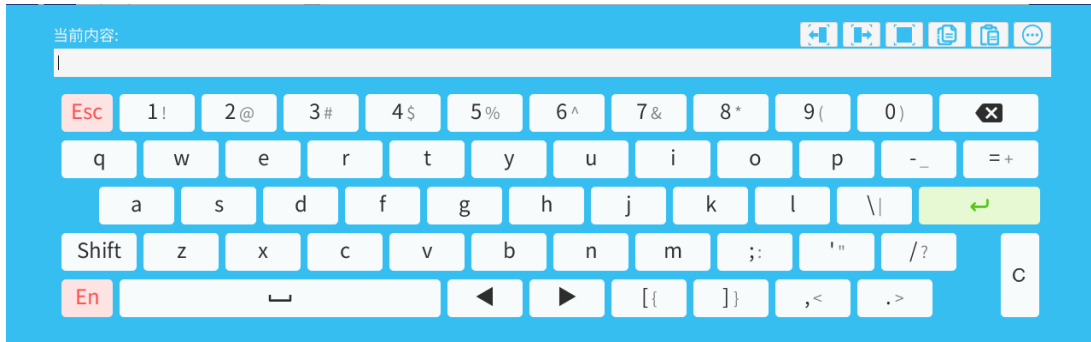 当前内容:
Esc 1! 2@ 3# 4$ 5% 6^ 7& 8* 9( 0)
q w e r t y u i o p -_ =+
a s d f g h j k l \|
Shift z x c v b n m ;: '" /?
En [{ ]} ,< .> C